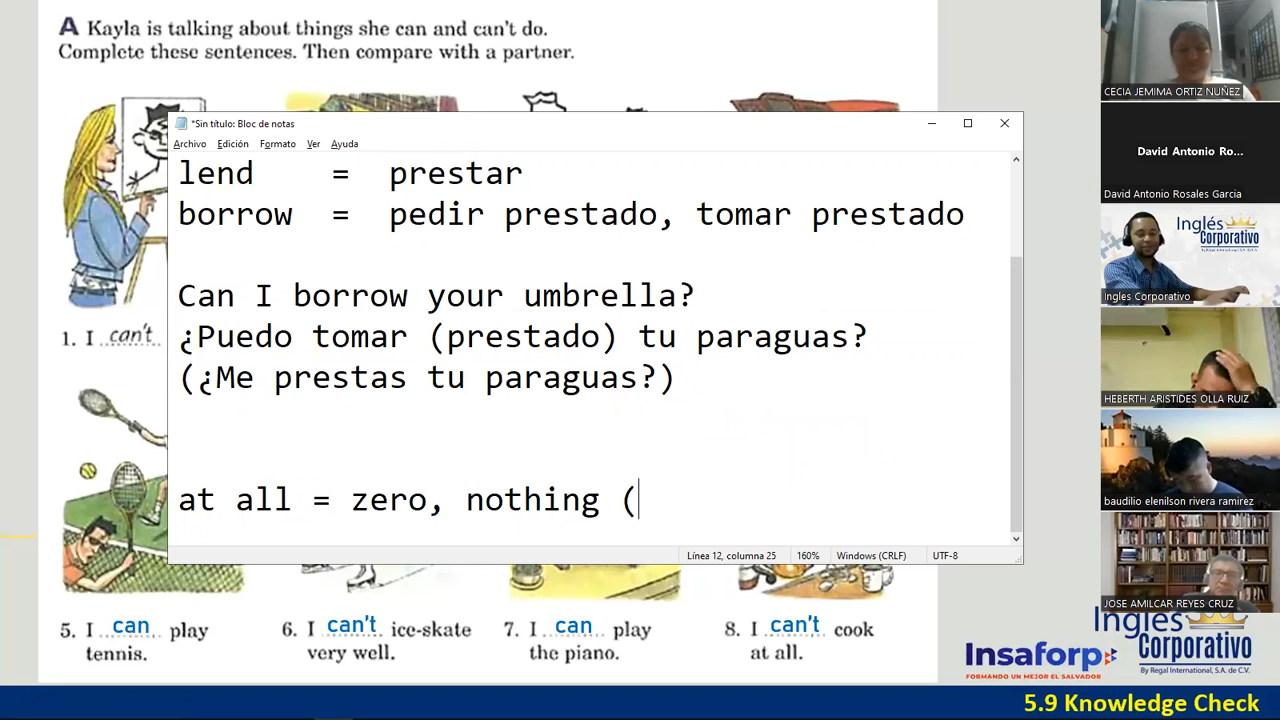 A Kayla is talking about things she can and can't do.
Complete these sentences. Then compare with a partner.
*Sin título: Bloc de notas
Archivo Edición Formato Ver Ayuda
lend = prestar
borrow = pedir prestado, tomar prestado
Can I borrow your umbrella?
¿Puedo tomar (prestado) tu paraguas?
(¿Me prestas tu paraguas?)
at all = zero, nothing (
Línea 12, columna 25 160% Windows (CRLF) UTF-8
1. I can't
5. I can play
tennis.
6. I can't ice-skate
very well.
7. I can play
the piano.
8. I can't cook
at all.
CECIA JEMIMA ORTIZ NUÑEZ
David Antonio Ro...
David Antonio Rosales Garcia
Inglés
Corporativo
By Regal International, S.A. de C.V.
Ingles Corporativo
HEBERTH ARISTIDES OLLA RUIZ
baudilio elenilson rivera ramirez
JOSE AMILCAR REYES CRUZ
Inglés
Corporativo
By Regal International, S.A. de C.V.
Insaforp
FORMANDO UN MEJOR EL SALVADOR
5.9 Knowledge Check